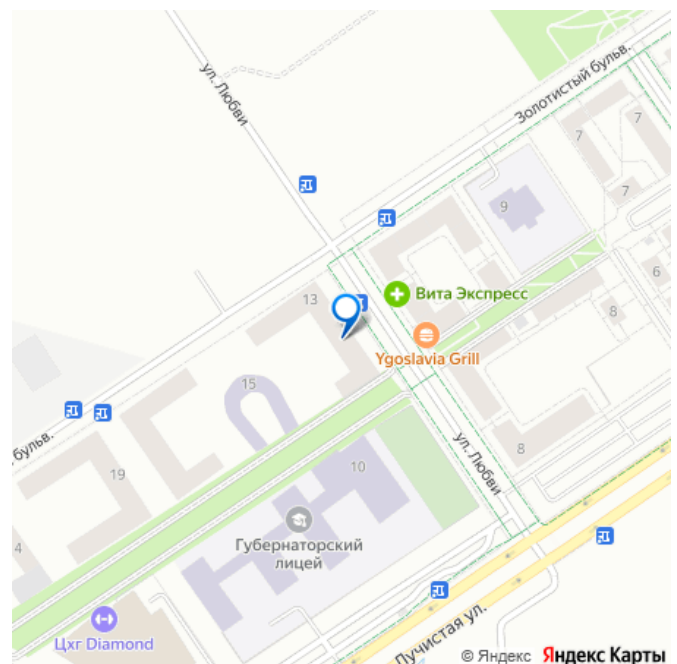 ул. Любви
Золотистый бульв.
7
7
7
9
6
8
13
Вита Экспресс
Ygoslavia Grill
15
бульв.
19
4
10
8
ул. Любви
Губернаторский
лицей
Цхг Diamond
Лучистая ул.
© Яндекс Яндекс Карты